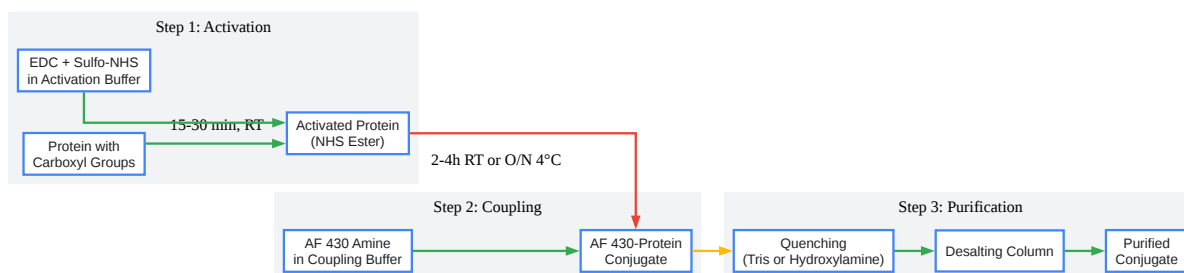 Step 1: Activation
EDC + Sulfo-NHS
in Activation Buffer
15-30 min, RT
Protein with
Carboxyl Groups
Activated Protein
(NHS Ester)
2-4h RT or O/N 4°C
Step 2: Coupling
AF 430 Amine
in Coupling Buffer
AF 430-Protein
Conjugate
Step 3: Purification
Quenching
(Tris or Hydroxylamine)
Desalting Column
Purified
Conjugate